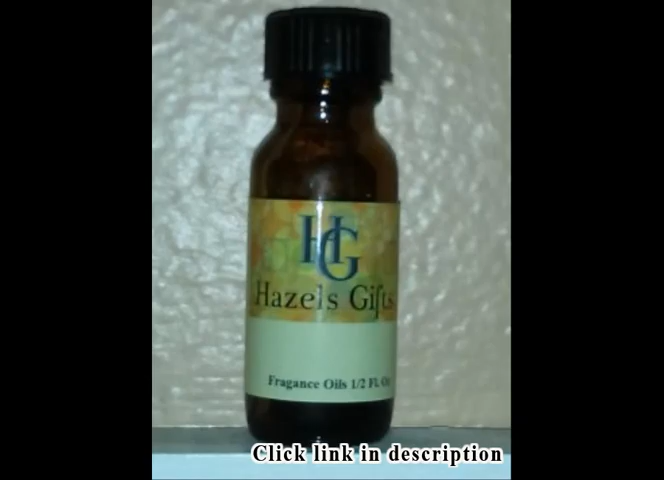 HG
Hazels Gifts
Fragance Oils 1/2 Fl. Oz
Click link in description